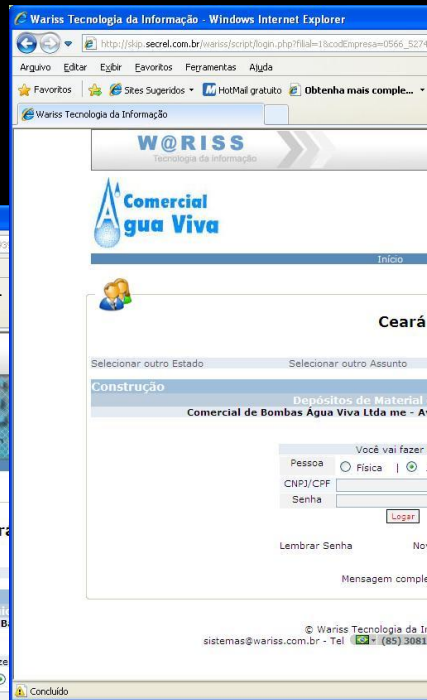 Wariss Tecnologia da Informação - Windows Internet Explorer
http://skip.secrel.com.br/wariss/script/login.php?filial=1&codEmpresa=0566_5274
Arquivo Editar Exibir Favoritos Ferramentas Ajuda
Favoritos Sites Sugeridos HotMail gratuito Obtenha mais comple...
Wariss Tecnologia da Informação
W@RISS
Tecnologia da informação
Comercial
Água Viva
Início
Ceará
Selecionar outro Estado Selecionar outro Assunto
Construção
Depósitos de Material
Comercial de Bombas Água Viva Ltda me - Av
Você vai fazer
Pessoa Física |
CNPJ/CPF
Senha
Logar
Lembrar Senha No
Mensagem comple
© Wariss Tecnologia da In
sistemas@wariss.com.br - Tel (85) 3081
Concluído